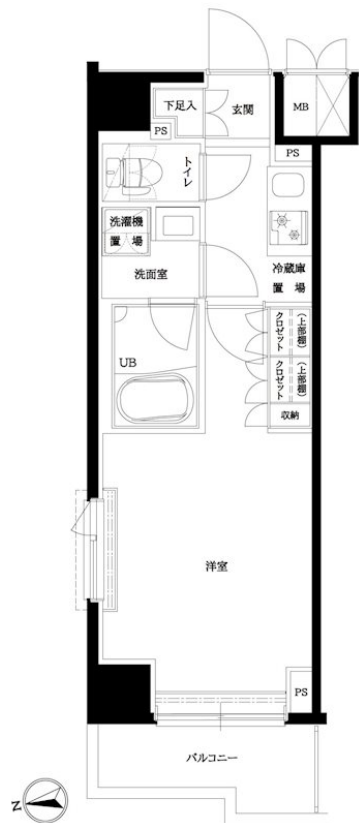 下足入
玄関
MB
PS
PS
トイレ
洗濯機
置場
洗面室
冷蔵庫
置場
UB
クロゼット
(上部棚)
クロゼット
(上部棚)
収納
洋室
PS
バルコニー
N